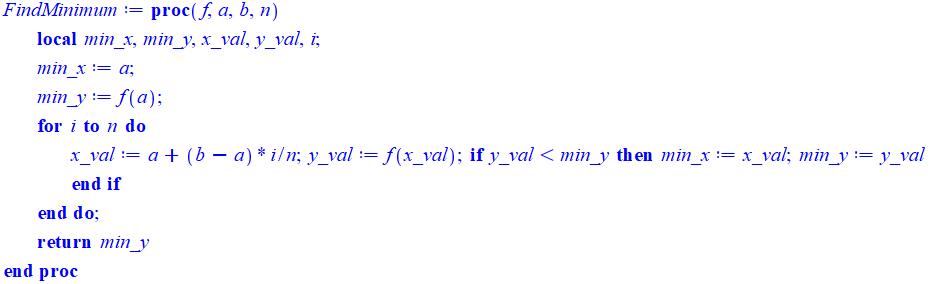 FindMinimum := proc(f, a, b, n)
local min_x, min_y, x_val, y_val, i;
min_x := a;
min_y := f(a);
for i to n do
x_val := a + (b − a) * i/n; y_val := f(x_val); if y_val < min_y then min_x := x_val; min_y := y_val
end if
end do;
return min_y
end proc